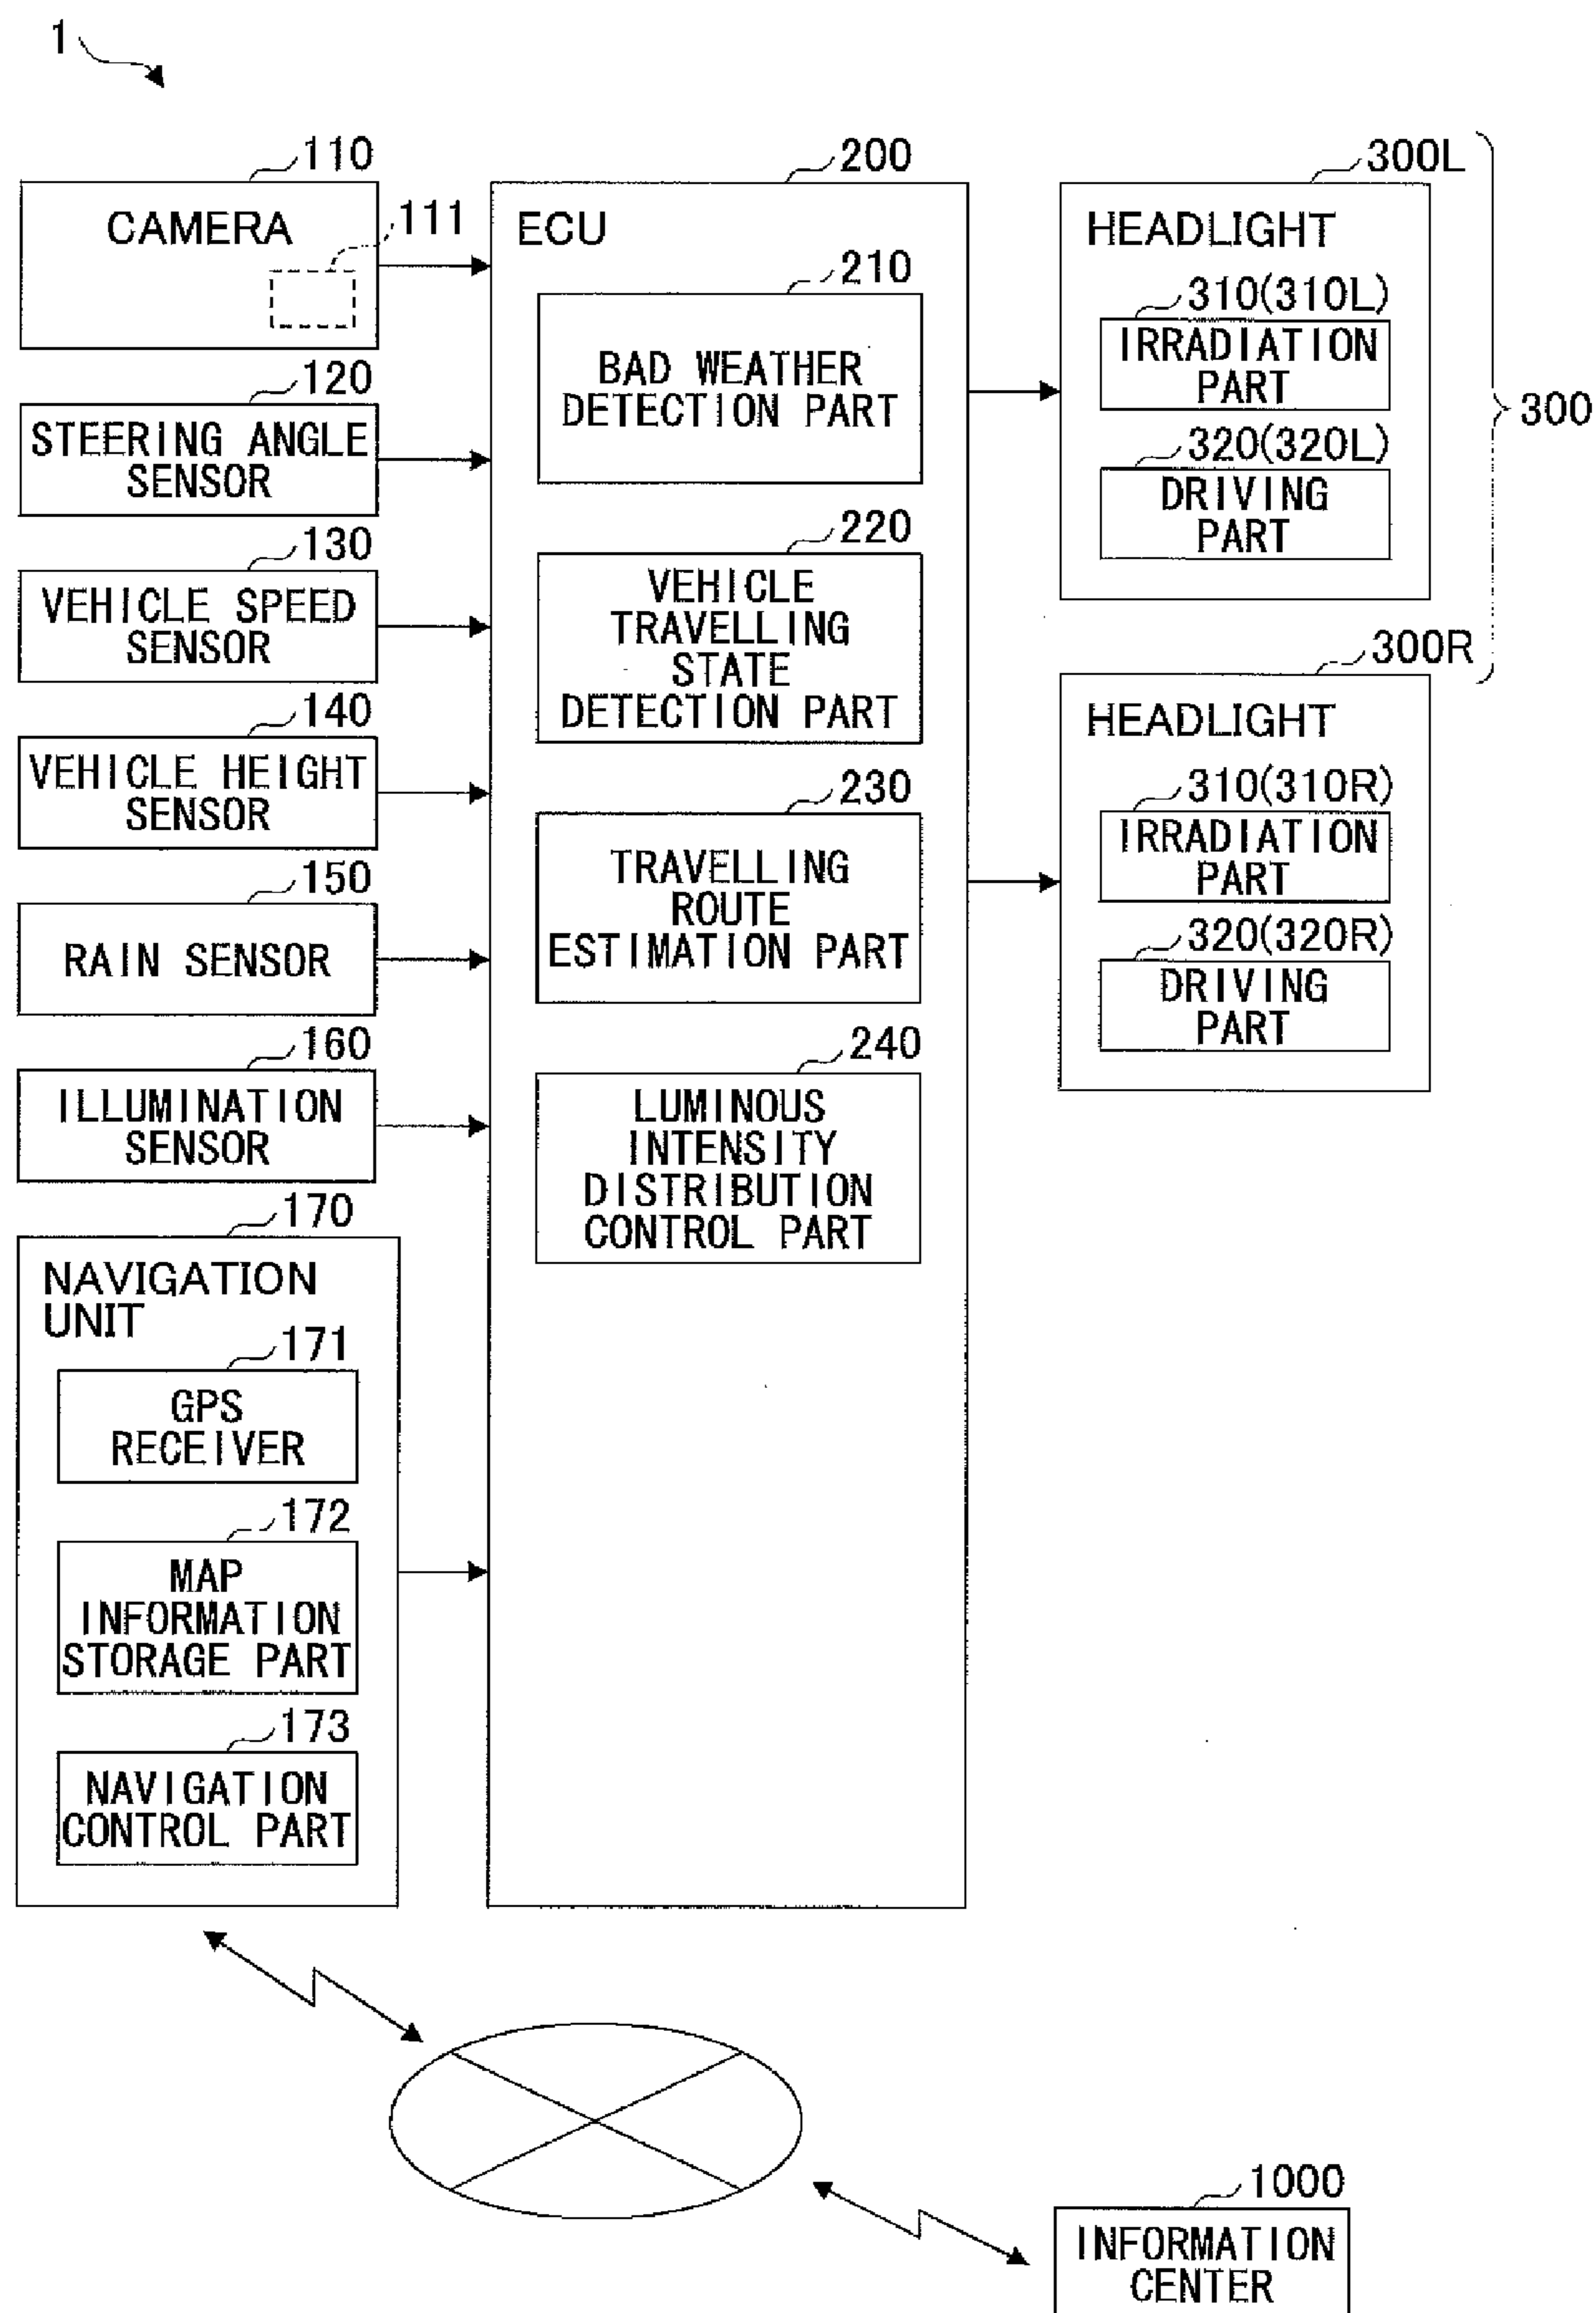 1
110
CAMERA
111
120
STEERING ANGLE
SENSOR
130
VEHICLE SPEED
SENSOR
140
VEHICLE HEIGHT
SENSOR
150
RAIN SENSOR
160
ILLUMINATION
SENSOR
170
NAVIGATION
UNIT
171
GPS
RECEIVER
172
MAP
INFORMATION
STORAGE PART
173
NAVIGATION
CONTROL PART
200
ECU
210
BAD WEATHER
DETECTION PART
220
VEHICLE
TRAVELLING
STATE
DETECTION PART
230
TRAVELLING
ROUTE
ESTIMATION PART
240
LUMINOUS
INTENSITY
DISTRIBUTION
CONTROL PART
300L
HEADLIGHT
310(310L)
IRRADIATION
PART
320(320L)
DRIVING
PART
300
300R
HEADLIGHT
310(310R)
IRRADIATION
PART
320(320R)
DRIVING
PART
1000
INFORMATION
CENTER